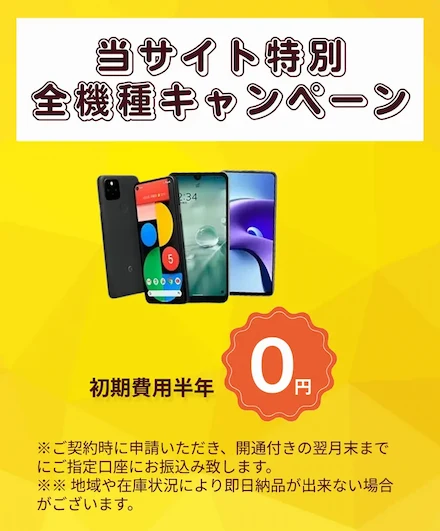 当サイト特別
全機種キャンペーン
2:34
5
初期費用半年
0円
※ご契約時に申請いただき、開通付きの翌月末まで
にご指定口座にお振込み致します。
※※ 地域や在庫状況により即日納品が出来ない場合
がございます。